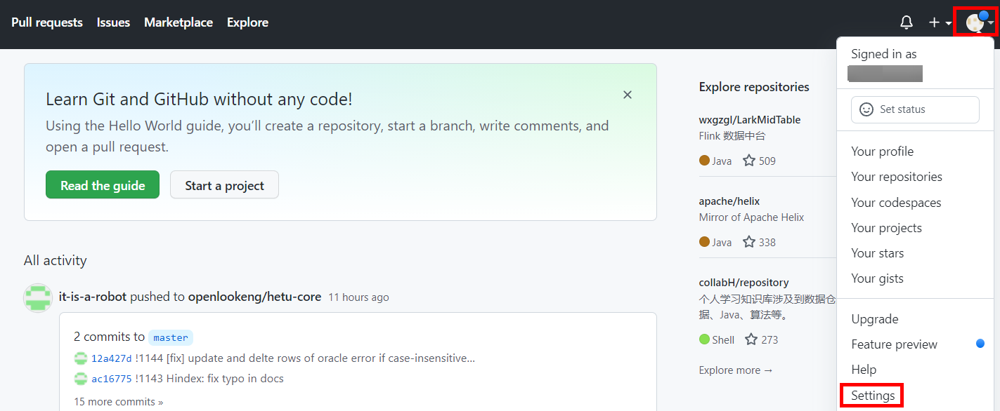 Pull requests Issues Marketplace Explore
Learn Git and GitHub without any code!
Using the Hello World guide, you’ll create a repository, start a branch, write comments, and
open a pull request.
Read the guide Start a project
All activity
it-is-a-robot pushed to openlookeng/hetu-core 11 hours ago
2 commits to master
12a427d !1144 [fix] update and delte rows of oracle error if case-insensitive...
ac16775 !1143 Hindex: fix typo in docs
15 more commits »
Explore repositories
wxgzgl/LarkMidTable
Flink 数据中台
Java 509
apache/helix
Mirror of Apache Helix
Java 338
collabH/repository
个人学习知识库涉及到数据仓
据、Java、算法等。
Shell 273
Explore more →
Signed in as
Set status
Your profile
Your repositories
Your codespaces
Your projects
Your stars
Your gists
Upgrade
Feature preview
Help
Settings